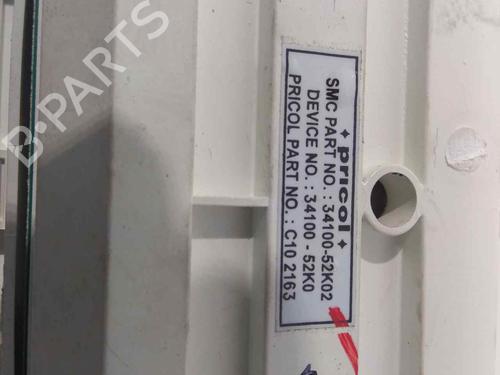 pricol
SMC PART NO. : 34100-52K02
DEVICE NO. : 34100 - 52K0
PRICOL PART NO. : C10 2163
B-PARTS